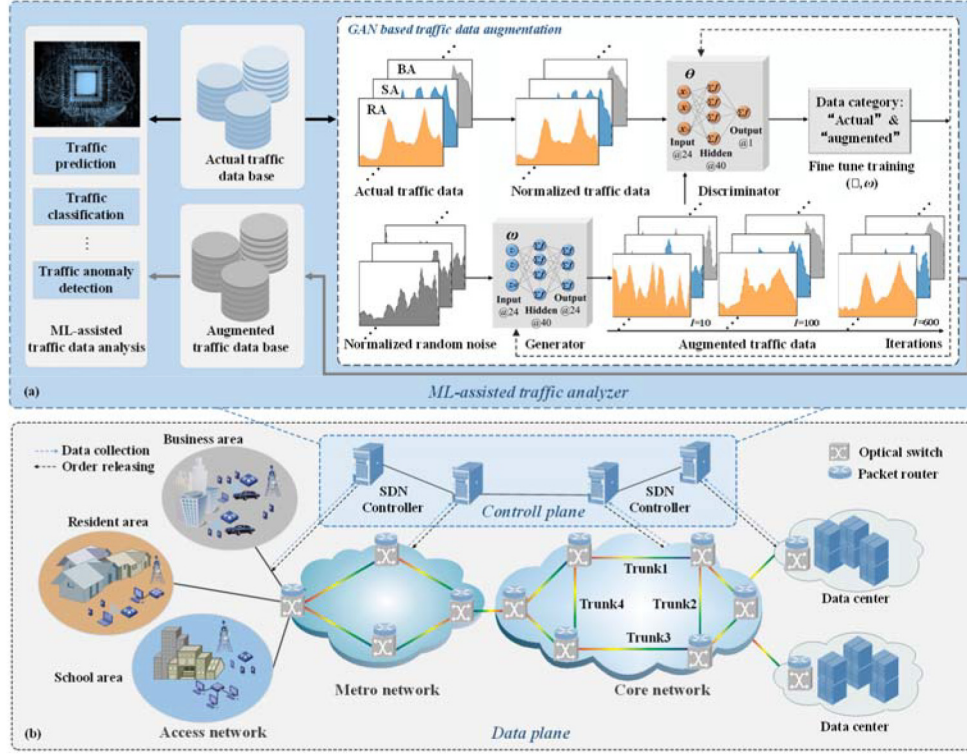 GAN based traffic data augmentation
BA
SA
RA
θ
Input
@24
Hidden
@40
Output
@1
Data category:
“Actual” &
“augmented”
Fine tune training
(□, ω)
Actual traffic data
Normalized traffic data
Discriminator
Traffic
prediction
Traffic
classification
⋮
Traffic anomaly
detection
ML-assisted
traffic data analysis
Actual traffic
data base
Augmented
traffic data base
ω
Input
@24
Hidden
@40
Output
@24
I=10
I=100
I=600
Normalized random noise
Generator
Augmented traffic data
Iterations
(a)
ML-assisted traffic analyzer
Data collection
Order releasing
Business area
Resident area
School area
Access network
SDN
Controller
SDN
Controller
Controll plane
Optical switch
Packet router
Trunk1
Trunk4
Trunk2
Trunk3
Metro network
Core network
Data center
Data center
(b)
Data plane